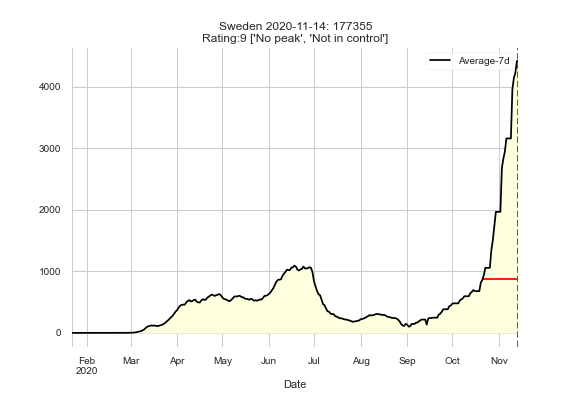 Sweden 2020-11-14: 177355
Rating:9 ['No peak', 'Not in control']
Average-7d
4000
3000
2000
1000
0
Feb Mar Apr May Jun Jul Aug Sep Oct Nov
2020
Date